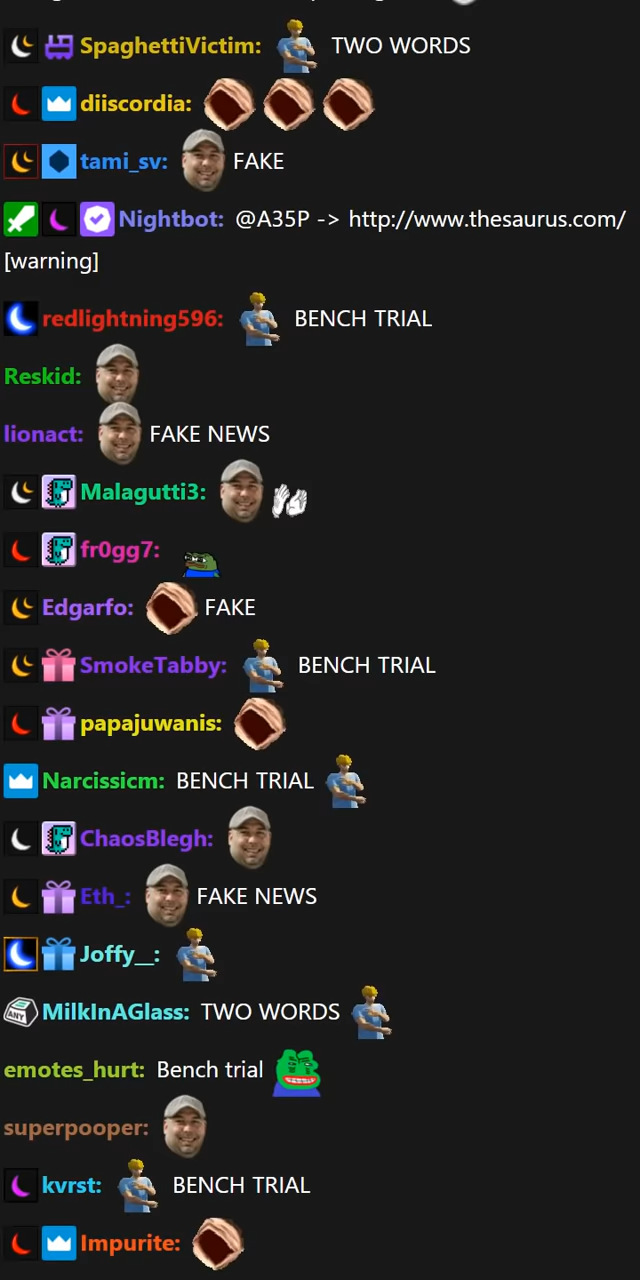 SpaghettiVictim: TWO WORDS
diiscordia:
tami_sv: FAKE
Nightbot: @A35P -> http://www.thesaurus.com/
[warning]
redlightning596: BENCH TRIAL
Reskid:
lionact: FAKE NEWS
Malagutti3:
fr0gg7:
Edgarfo: FAKE
SmokeTabby: BENCH TRIAL
papajuwanis:
Narcissicm: BENCH TRIAL
ChaosBlegh:
Eth_: FAKE NEWS
Joffy__:
ANY MilkInAGlass: TWO WORDS
emotes_hurt: Bench trial
superpooper:
kvrst: BENCH TRIAL
Impurite: